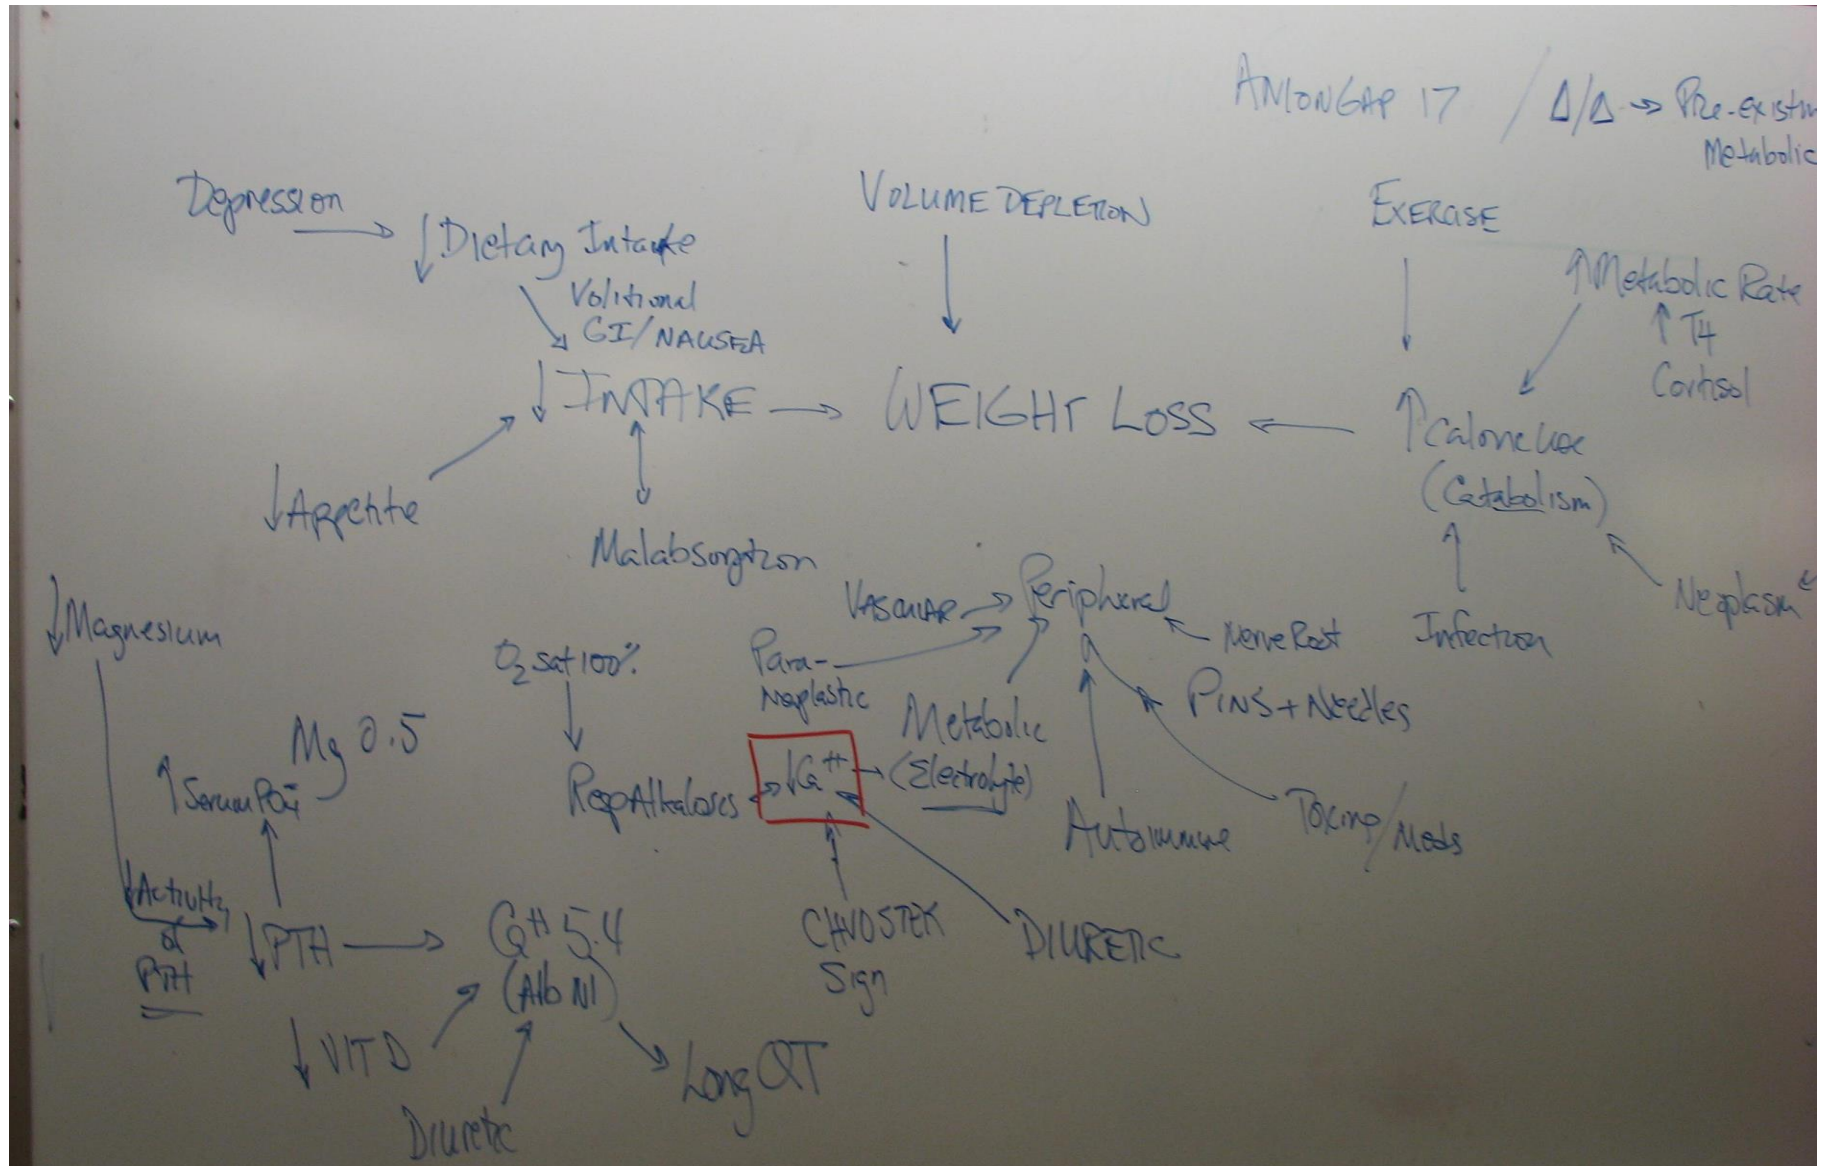 ANIONGAP 17 / Δ/Δ → Pre-existin
Metabolic
Depression
↓ Dietary Intake
Volitional
GI/NAUSEA
VOLUME DEPLETION
EXERCISE
↑ Metabolic Rate
↑ T4
Cortisol
↓ INTAKE → WEIGHT LOSS ←
↑ Caloric Use
(Catabolism)
↓ Appetite
Malabsorption
Infection
Neoplasm
↓ Magnesium
VASCULAR
Peripheral
Nerve Root
O2 sat 100%
Para-
Neoplastic
Pins + Needles
Metabolic
(Electrolyte)
Mg 0.5
↑ Serum PO4
Resp Alkalosis
↓ Ca++
Autoimmune
Toxins/Meds
↓ Activity
of
PTH
↓ PTH → Ca++ 5.4
(Alb Nl)
CHVOSTEK
Sign
DIURETIC
↓ VIT D
Long QT
Diuretic